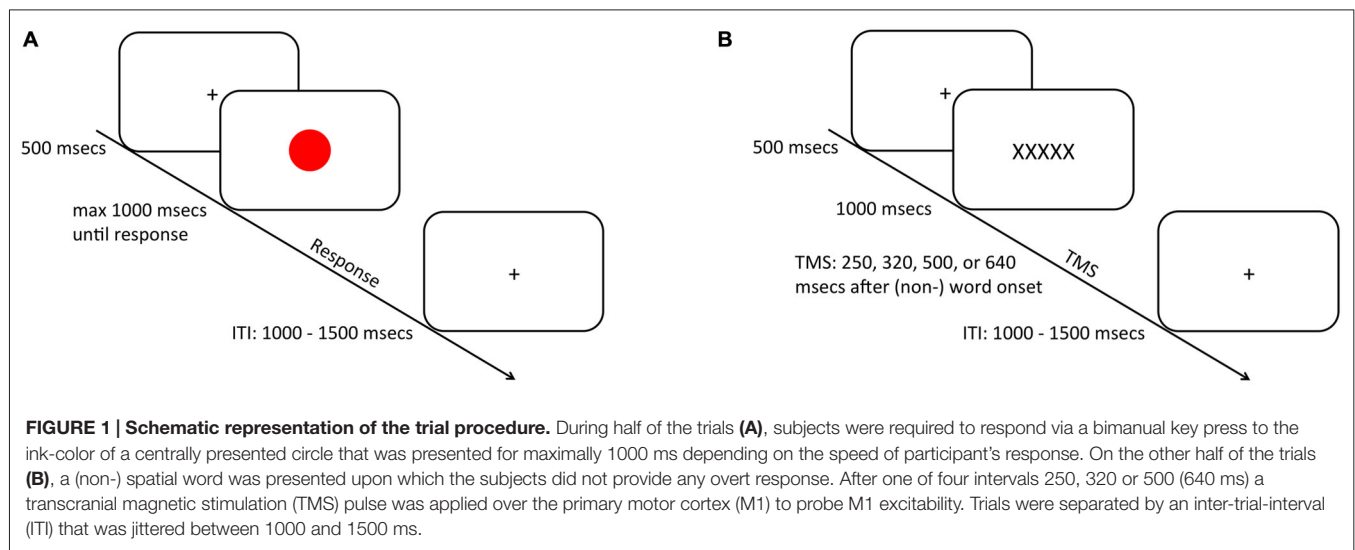 A
+
500 msecs
max 1000 msecs
until response
Response
+
ITI: 1000 - 1500 msecs
B
+
XXXXX
500 msecs
1000 msecs
TMS: 250, 320, 500, or 640
msecs after (non-) word onset
TMS
+
ITI: 1000 - 1500 msecs
FIGURE 1 | Schematic representation of the trial procedure. During half of the trials (A), subjects were required to respond via a bimanual key press to the
ink-color of a centrally presented circle that was presented for maximally 1000 ms depending on the speed of participant's response. On the other half of the trials
(B), a (non-) spatial word was presented upon which the subjects did not provide any overt response. After one of four intervals 250, 320 or 500 (640 ms) a
transcranial magnetic stimulation (TMS) pulse was applied over the primary motor cortex (M1) to probe M1 excitability. Trials were separated by an inter-trial-interval
(ITI) that was jittered between 1000 and 1500 ms.